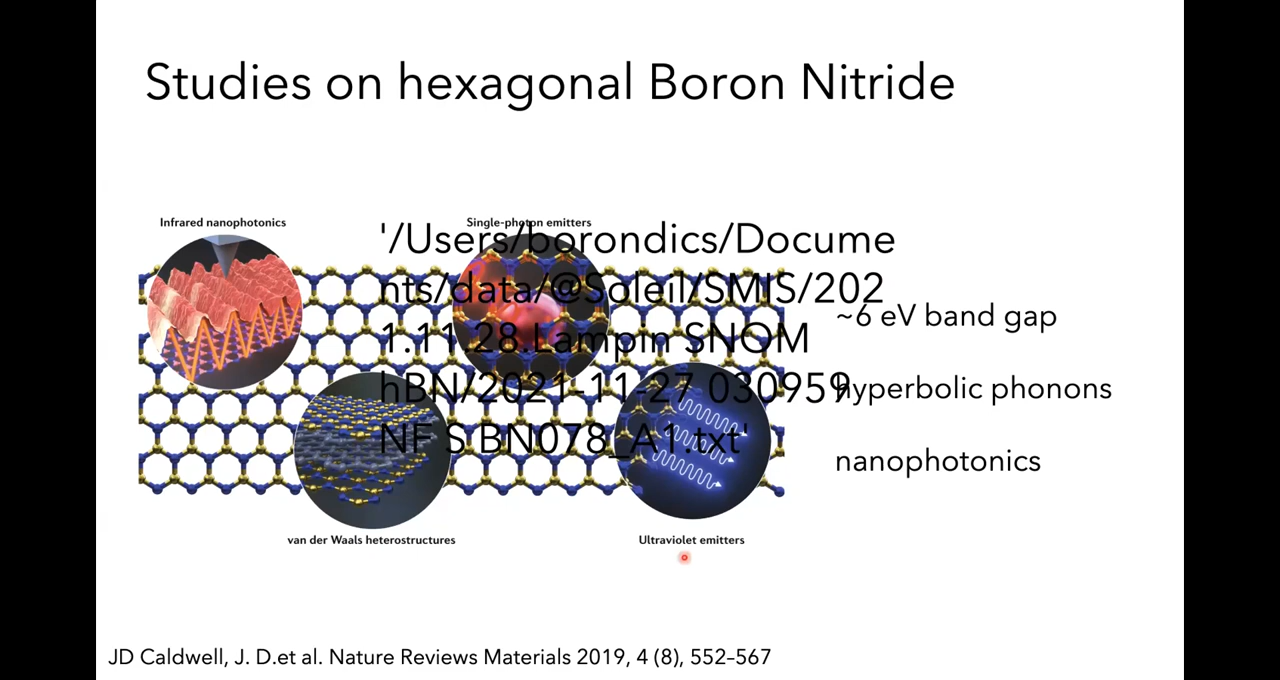 Studies on hexagonal Boron Nitride
Infrared nanophotonics
Single-photon emitters
'/Users/borondics/Docume
nts/data/@Soleil/SMIS/202
1.11.28.Lampin SNOM
hBN/2021-11-27 030959
NF S BN078_A1.txt'
~6 eV band gap
hyperbolic phonons
nanophotonics
van der Waals heterostructures
Ultraviolet emitters
JD Caldwell, J. D.et al. Nature Reviews Materials 2019, 4 (8), 552–567